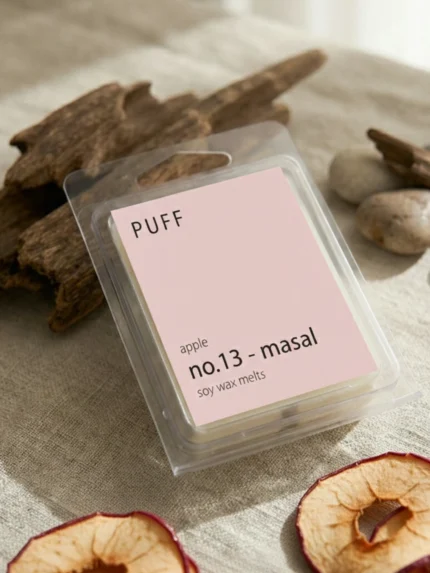 PUFF
apple
no.13 - masal
soy wax melts